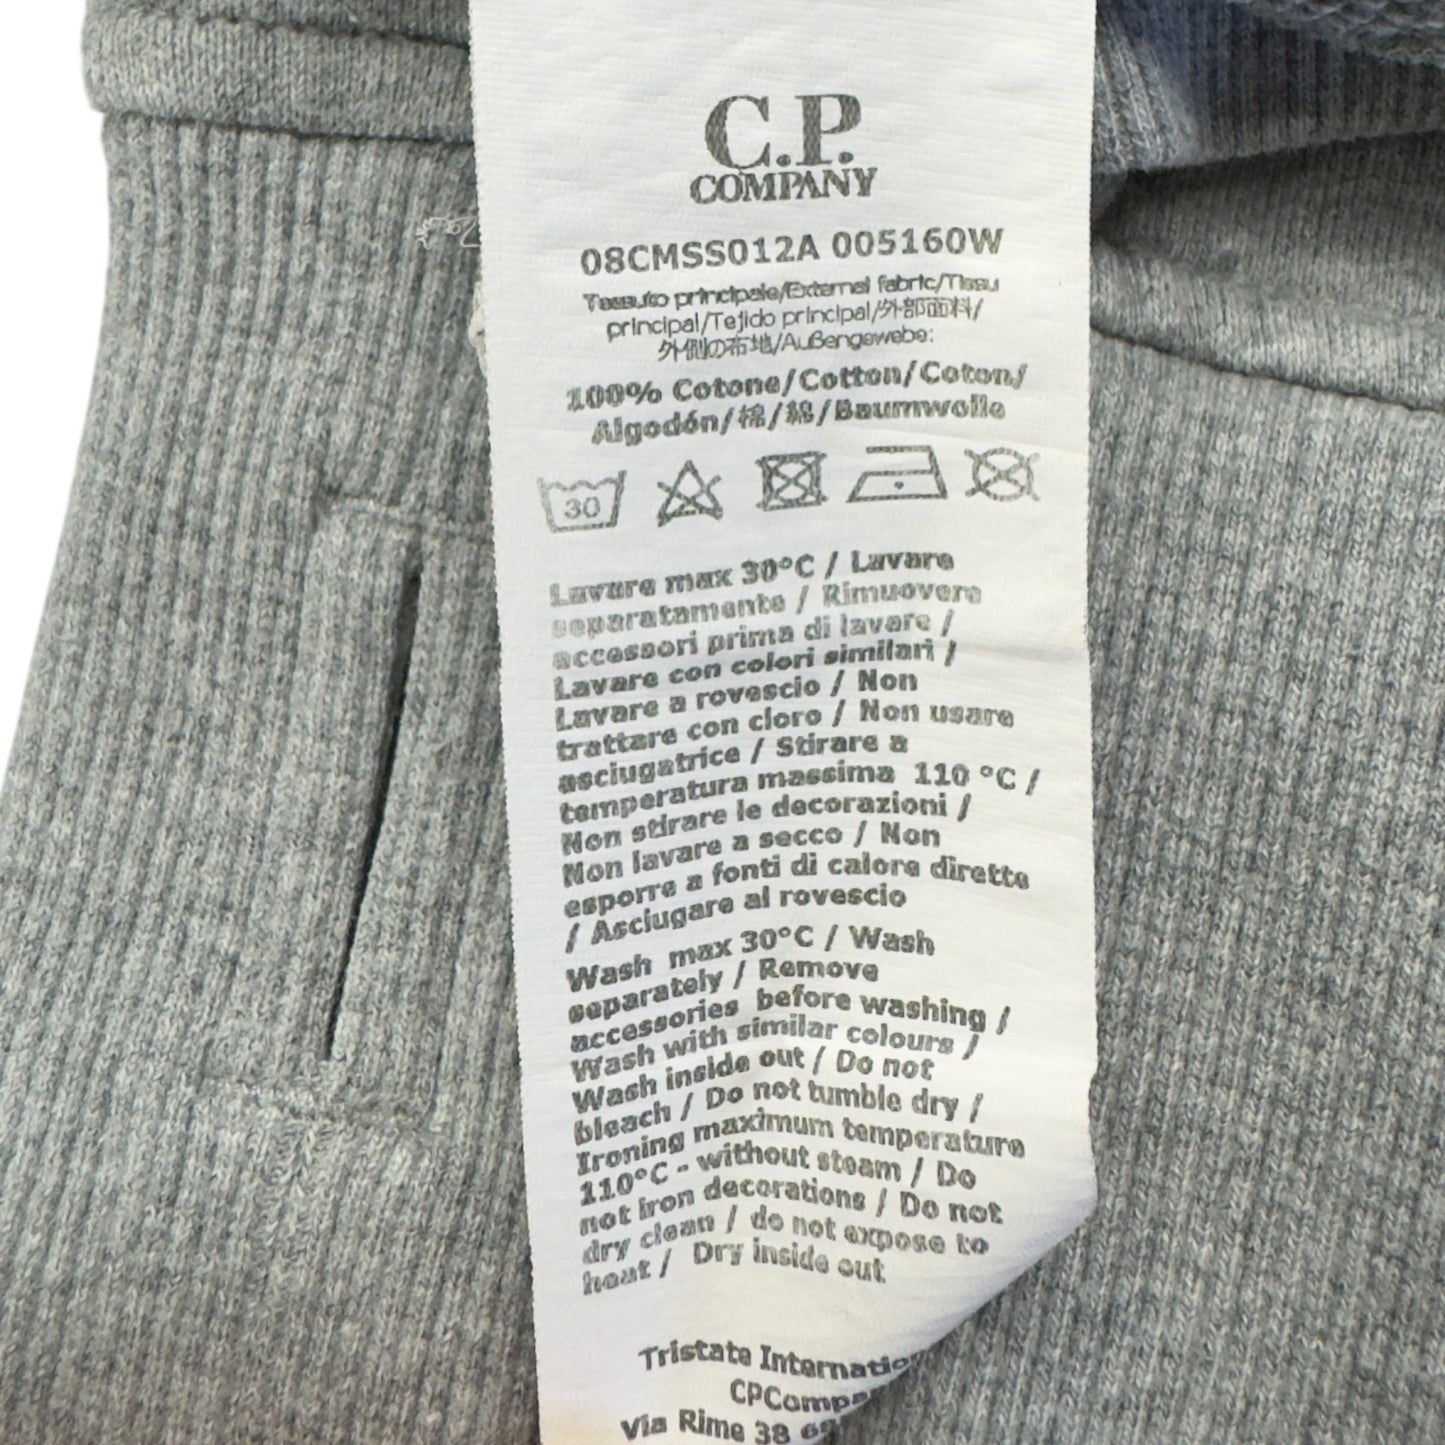 C.P.
COMPANY
08CMSS012A 005160W
Tessuto principale/External fabric/Tissu
principal/Tejido principal/外部面料/
外側の布地/Außengewebe:
100% Cotone/Cotton/Coton/
Algodón/棉/綿/Baumwolle
30
Lavare max 30°C / Lavare
separatamente / Rimuovere
accessori prima di lavare /
Lavare con colori similari /
Lavare a rovescio / Non
trattare con cloro / Non usare
asciugatrice / Stirare a
temperatura massima 110 °C /
Non stirare le decorazioni /
Non lavare a secco / Non
esporre a fonti di calore dirette
/ Asciugare al rovescio
Wash max 30°C / Wash
separately / Remove
accessories before washing /
Wash with similar colours /
Wash inside out / Do not
bleach / Do not tumble dry /
Ironing maximum temperature
110°C - without steam / Do
not iron decorations / Do not
dry clean / do not expose to
heat / Dry inside out
Tristate Internatio
CPCompa
Via Rime 38